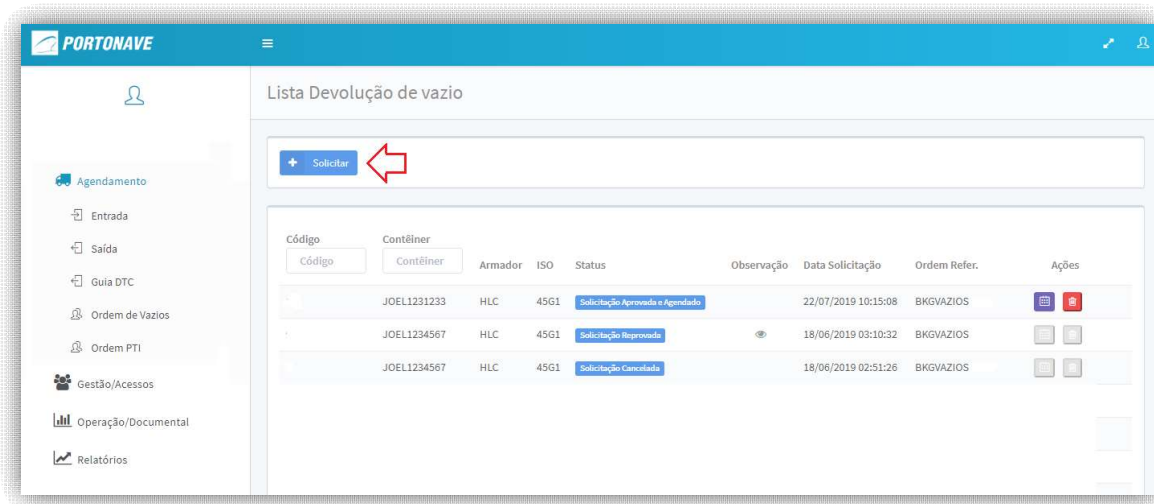 PORTONAVE
Lista Devolução de vazio
+ Solicitar
Agendamento
Entrada
Saída
Guia DTC
Ordem de Vazios
Ordem PTI
Gestão/Acessos
Operação/Documental
Relatórios
Código Contêiner
Código Contêiner Armador ISO Status Observação Data Solicitação Ordem Refer. Ações
JOEL1231233 HLC 45G1 Solicitação Aprovada e Agendado 22/07/2019 10:15:08 BKGVAZIOS
JOEL1234567 HLC 45G1 Solicitação Reprovada 18/06/2019 03:10:32 BKGVAZIOS
JOEL1234567 HLC 45G1 Solicitação Cancelada 18/06/2019 02:51:26 BKGVAZIOS